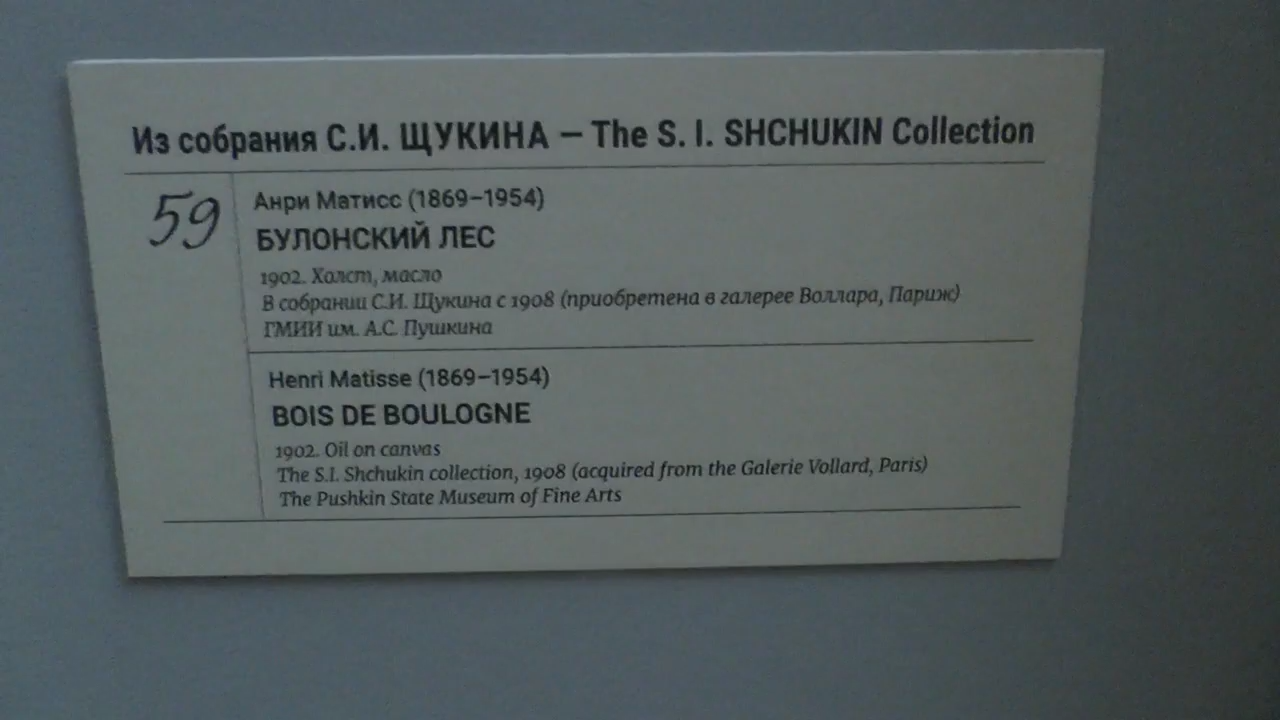 Из собрания С.И. ЩУКИНА – The S. I. SHCHUKIN Collection
59
Анри Матисс (1869–1954)
БУЛОНСКИЙ ЛЕС
1902. Холст, масло
В собрании С.И. Щукина с 1908 (приобретена в галерее Воллара, Париж)
ГМИИ им. А.С. Пушкина
Henri Matisse (1869–1954)
BOIS DE BOULOGNE
1902. Oil on canvas
The S.I. Shchukin collection, 1908 (acquired from the Galerie Vollard, Paris)
The Pushkin State Museum of Fine Arts